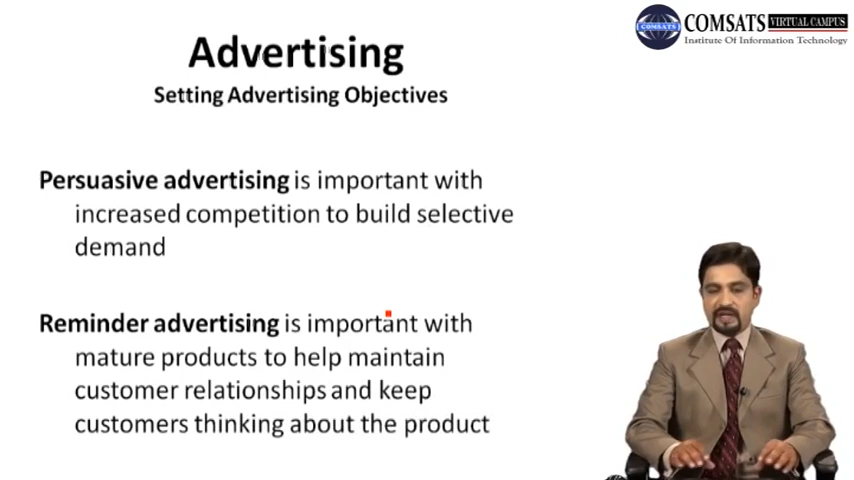 COMSATS VIRTUAL CAMPUS
COMSATS
Institute Of Information Technology
Advertising
Setting Advertising Objectives
Persuasive advertising is important with
increased competition to build selective
demand
Reminder advertising is important with
mature products to help maintain
customer relationships and keep
customers thinking about the product